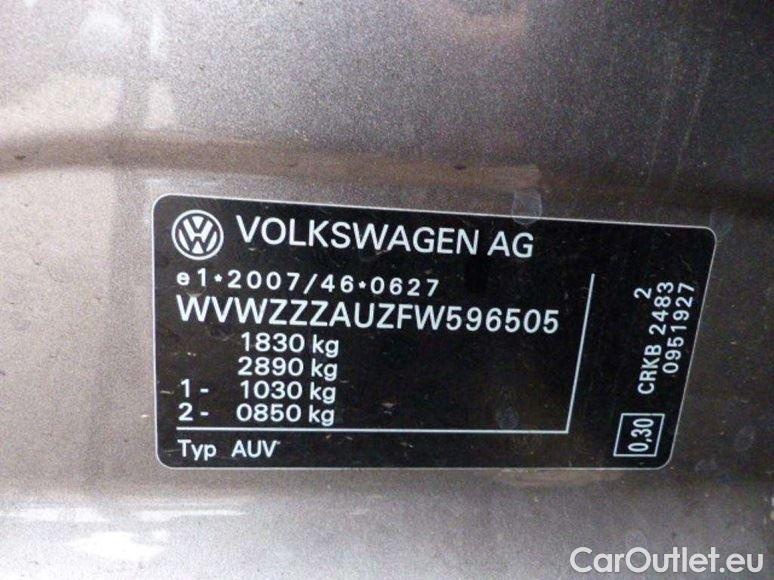 VOLKSWAGEN AG
e1*2007/46*0627
WVWZZZAUZFW596505
1830 kg
2890 kg
1- 1030 kg
2- 0850 kg
Typ AUV
2
CRKB 2483
0951927
0,30
CarOutlet.eu